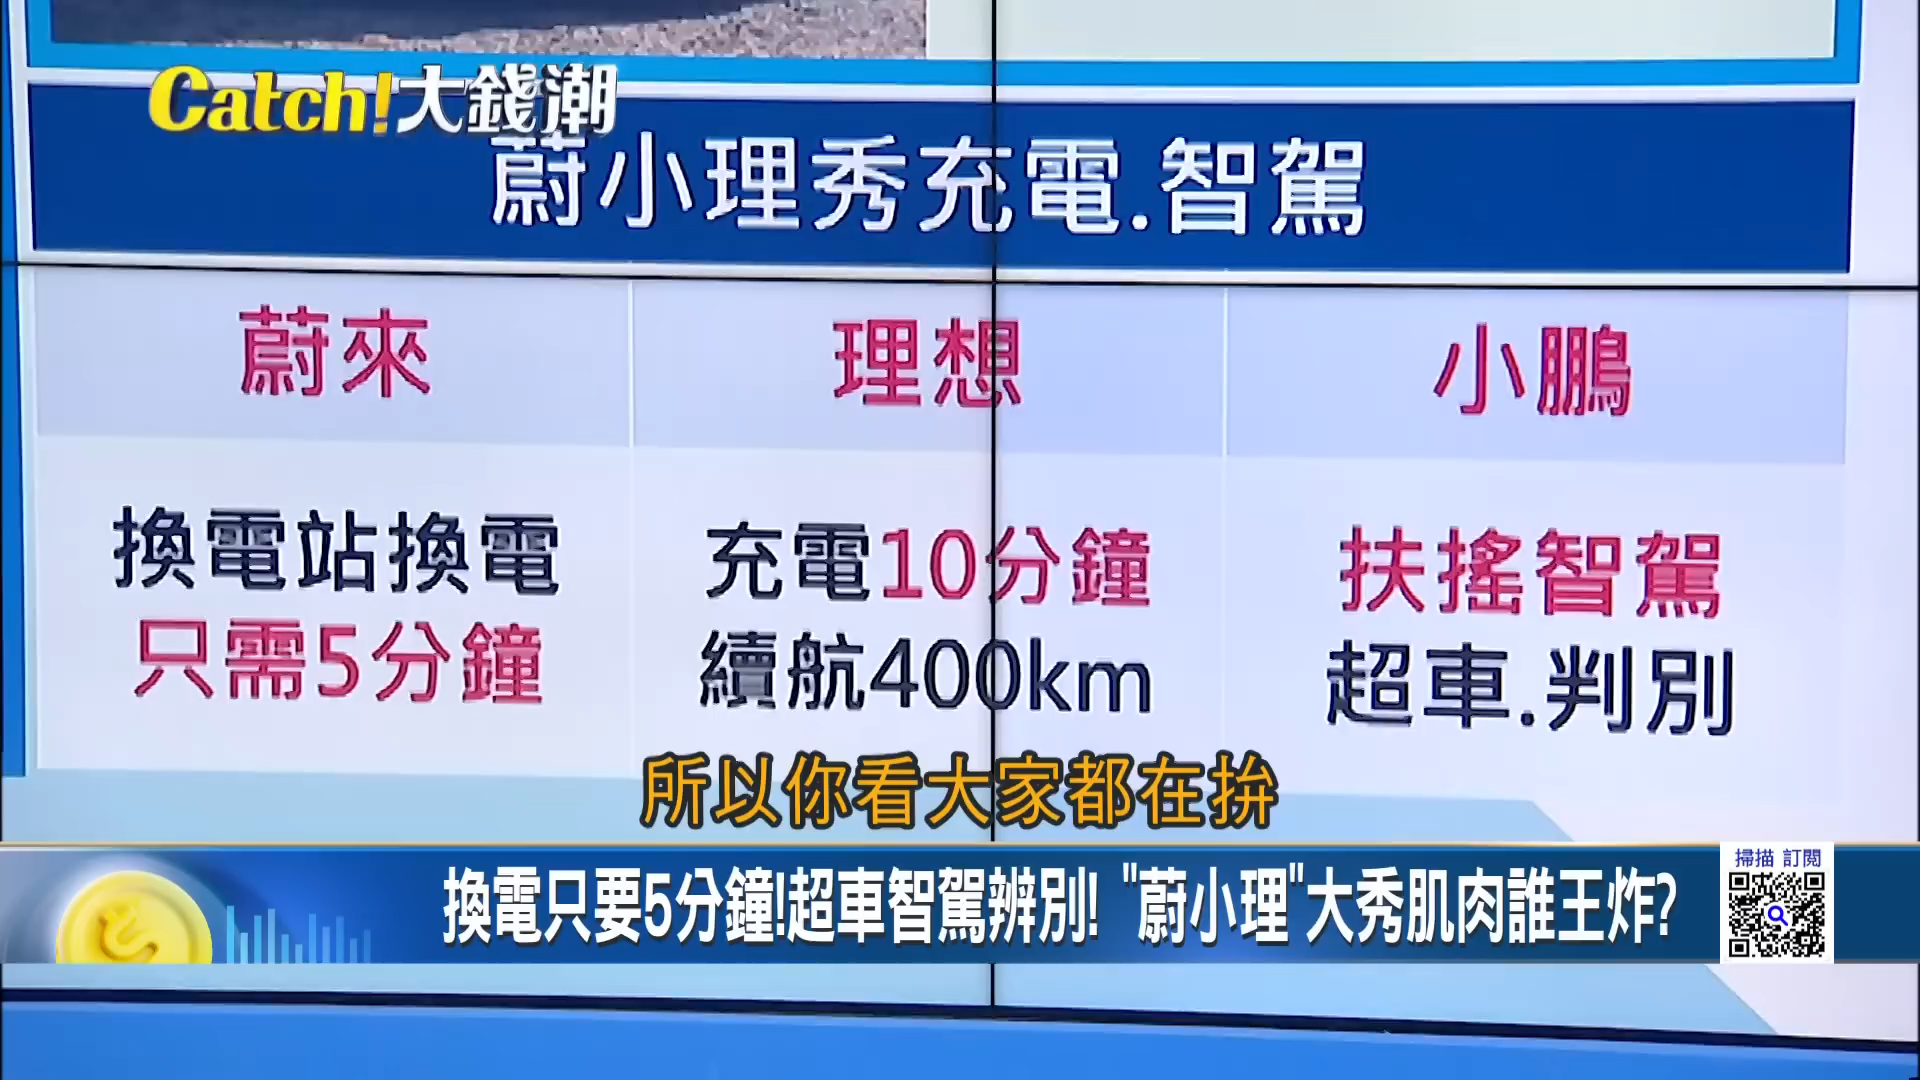 Catch!大錢潮
蔚小理秀充電.智駕
蔚來
理想
小鵬
換電站換電
只需5分鐘
充電10分鐘
續航400km
扶搖智駕
超車.判別
所以你看大家都在拚
換電只要5分鐘!超車智駕辨別! "蔚小理"大秀肌肉誰王炸?
掃描 訂閱